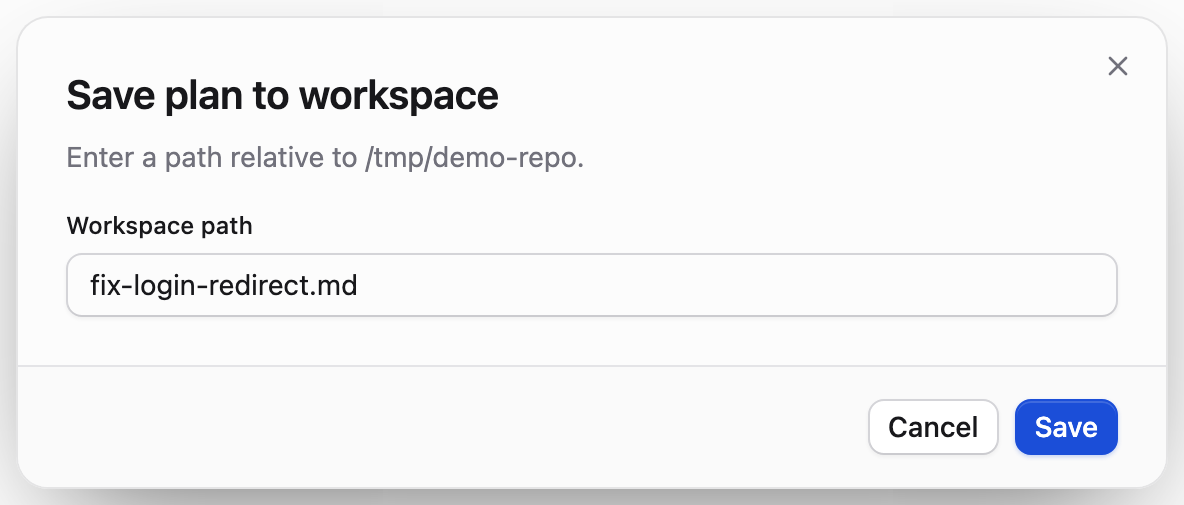 Save plan to workspace
Enter a path relative to /tmp/demo-repo.
Workspace path
fix-login-redirect.md
Cancel
Save